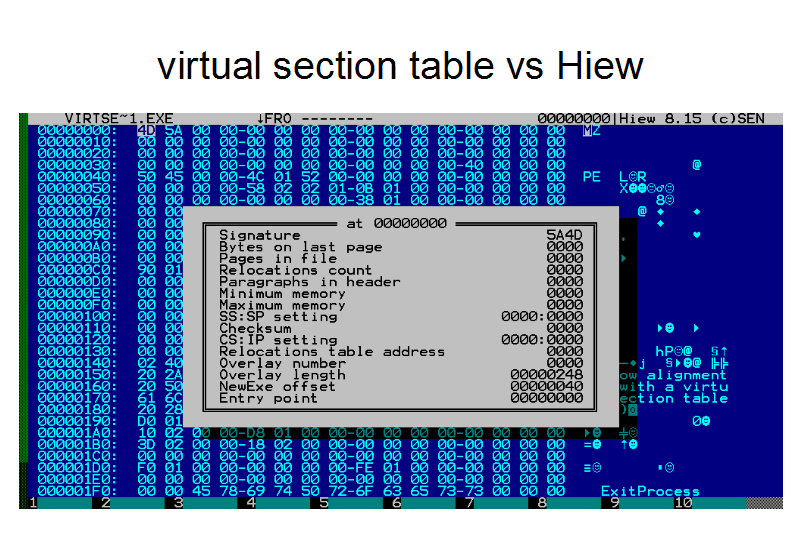 virtual section table vs Hiew
VIRTSE~1.EXE ↓FRO -------- 00000000|Hiew 8.15 (c)SEN
00000000: 4D 5A 00 00-00 00 00 00-00 00 00 00-00 00 00 00 MZ
00000010: 00 00 00 00-00 00 00 00-00 00 00 00-00 00 00 00
00000020: 00 00 00 00-00 00 00 00-00 00 00 00-00 00 00 00
00000030: 00 00 00 00-00 00 00 00-00 00 00 00-40 00 00 00 @
00000040: 50 45 00 00-4C 01 52 00-00 00 00 00-00 00 00 00 PE L☺R
00000050: 00 00 00 00-58 02 02 01-0B 01 00 00-00 00 00 00 X☻☻☺♂☺
00000060: 00 00 00 00-00 00 00 00-38 01 00 00-00 00 00 00 8☺
00000070: 00 00 @ ♦ ♦
00000080: 00 00 ♦
00000090: 00 00 ♥
000000A0: 00 00
000000B0: 00 00
000000C0: 90 01
000000D0: 00 00
000000E0: 00 00
000000F0: 00 00
00000100: 00 00
00000110: 00 00
00000120: 00 00
00000130: 00 00 hP☺@ §↑
00000140: 02 40 j §►☻@ ╠╠
00000150: 20 2A ow alignment
00000160: 20 50 with a virtu
00000170: 61 6C ection table
00000180: 20 28 )
00000190: D0 01 0☻
000001A0: 10 02 00 00-D8 01 00 00-00 00 00 00-00 00 00 00
000001B0: 3D 02 00 00-18 02 00 00-00 00 00 00-00 00 00 00 =☻ ↑☻
000001C0: 00 00 00 00-00 00 00 00-00 00 00 00-00 00 00 00
000001D0: F0 01 00 00-00 00 00 00-FE 01 00 00-00 00 00 00 ≡☺ ■☺
000001E0: 00 00 00 00-00 00 00 00-00 00 00 00-00 00 00 00
000001F0: 00 00 45 78-69 74 50 72-6F 63 65 73-73 00 00 00 ExitProcess
at 00000000
Signature 5A4D
Bytes on last page 0000
Pages in file 0000
Relocations count 0000
Paragraphs in header 0000
Minimum memory 0000
Maximum memory 0000
SS:SP setting 0000:0000
Checksum 0000
CS:IP setting 0000:0000
Relocations table address 0000
Overlay number 0000
Overlay length 00000248
NewExe offset 00000040
Entry point 00000000
1 2 3 4 5 6 7 8 9 10